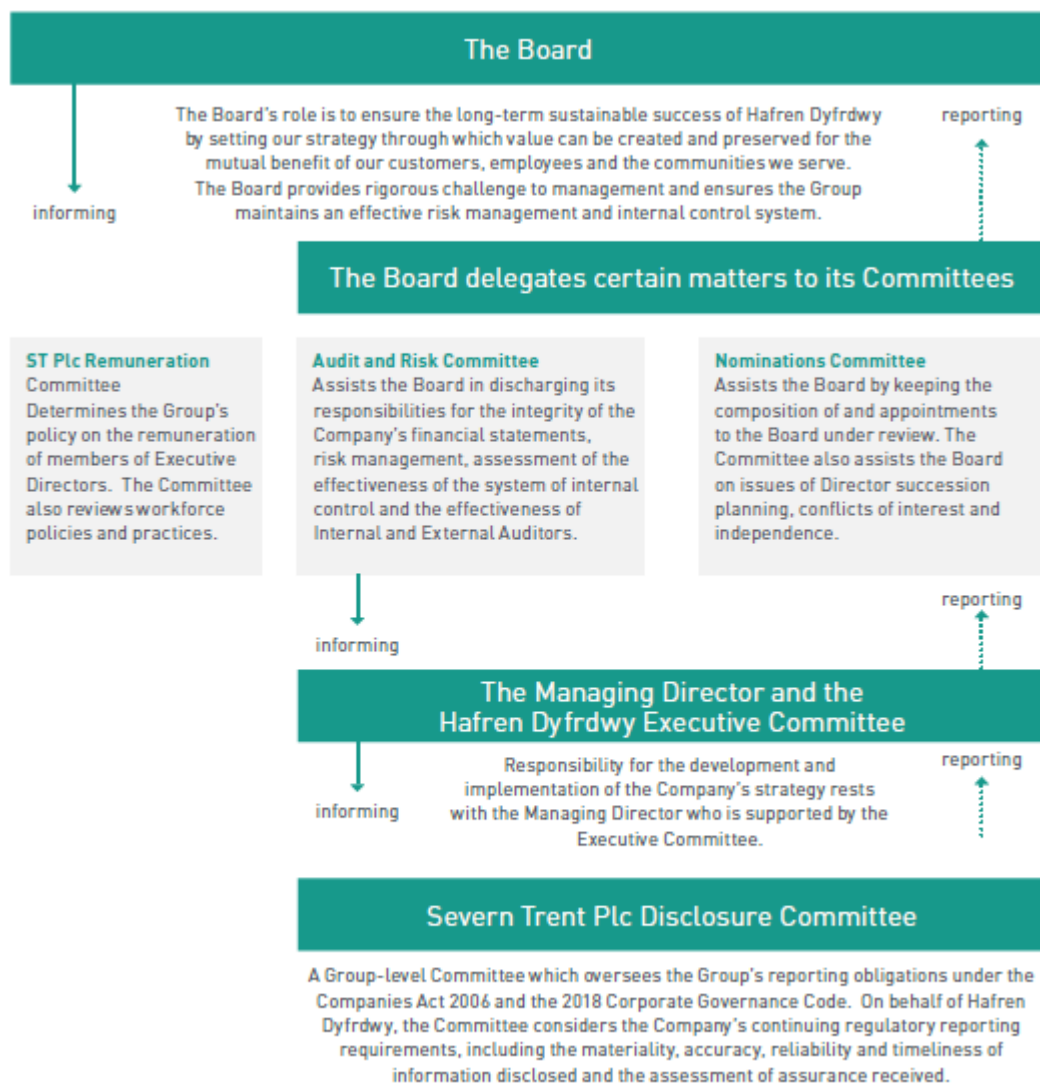 The Board
The Board's role is to ensure the long-term sustainable success of Hafren Dyfrdwy
by setting our strategy through which value can be created and preserved for the
mutual benefit of our customers, employees and the communities we serve.
The Board provides rigorous challenge to management and ensures the Group
maintains an effective risk management and internal control system.
informing
reporting
The Board delegates certain matters to its Committees
ST Plc Remuneration
Committee
Determines the Group's
policy on the remuneration
of members of Executive
Directors. The Committee
also reviews workforce
policies and practices.
Audit and Risk Committee
Assists the Board in discharging its
responsibilities for the integrity of the
Company's financial statements,
risk management, assessment of the
effectiveness of the system of internal
control and the effectiveness of
Internal and External Auditors.
Nominations Committee
Assists the Board by keeping the
composition of and appointments
to the Board under review. The
Committee also assists the Board
on issues of Director succession
planning, conflicts of interest and
independence.
informing
reporting
The Managing Director and the
Hafren Dyfrdwy Executive Committee
informing
Responsibility for the development and
implementation of the Company's strategy rests
with the Managing Director who is supported by the
Executive Committee.
reporting
Severn Trent Plc Disclosure Committee
A Group-level Committee which oversees the Group's reporting obligations under the
Companies Act 2006 and the 2018 Corporate Governance Code. On behalf of Hafren
Dyfrdwy, the Committee considers the Company's continuing regulatory reporting
requirements, including the materiality, accuracy, reliability and timeliness of
information disclosed and the assessment of assurance received.